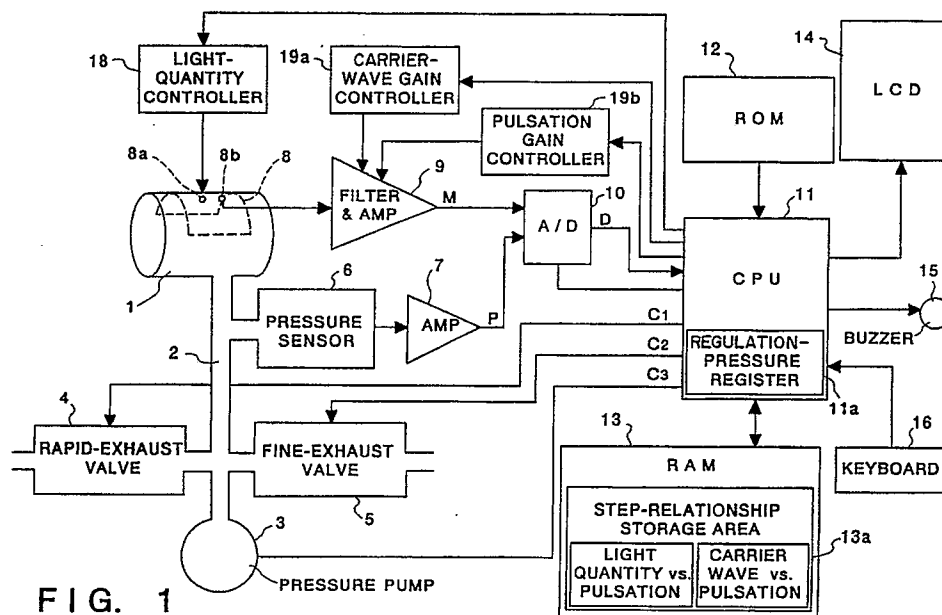 18
LIGHT-
QUANTITY
CONTROLLER
19a
CARRIER-
WAVE GAIN
CONTROLLER
12
ROM
14
LCD
19b
PULSATION
GAIN
CONTROLLER
8a
8b
8
9
FILTER
& AMP
M
10
A/D
D
11
CPU
1
6
PRESSURE
SENSOR
7
AMP
P
15
BUZZER
2
C1
C2
C3
REGULATION-
PRESSURE
REGISTER
11a
4
RAPID-EXHAUST
VALVE
FINE-EXHAUST
VALVE
5
16
KEYBOARD
13
RAM
STEP-RELATIONSHIP
STORAGE AREA
13a
LIGHT
QUANTITY vs.
PULSATION
CARRIER
WAVE vs.
PULSATION
3
PRESSURE PUMP
FIG. 1